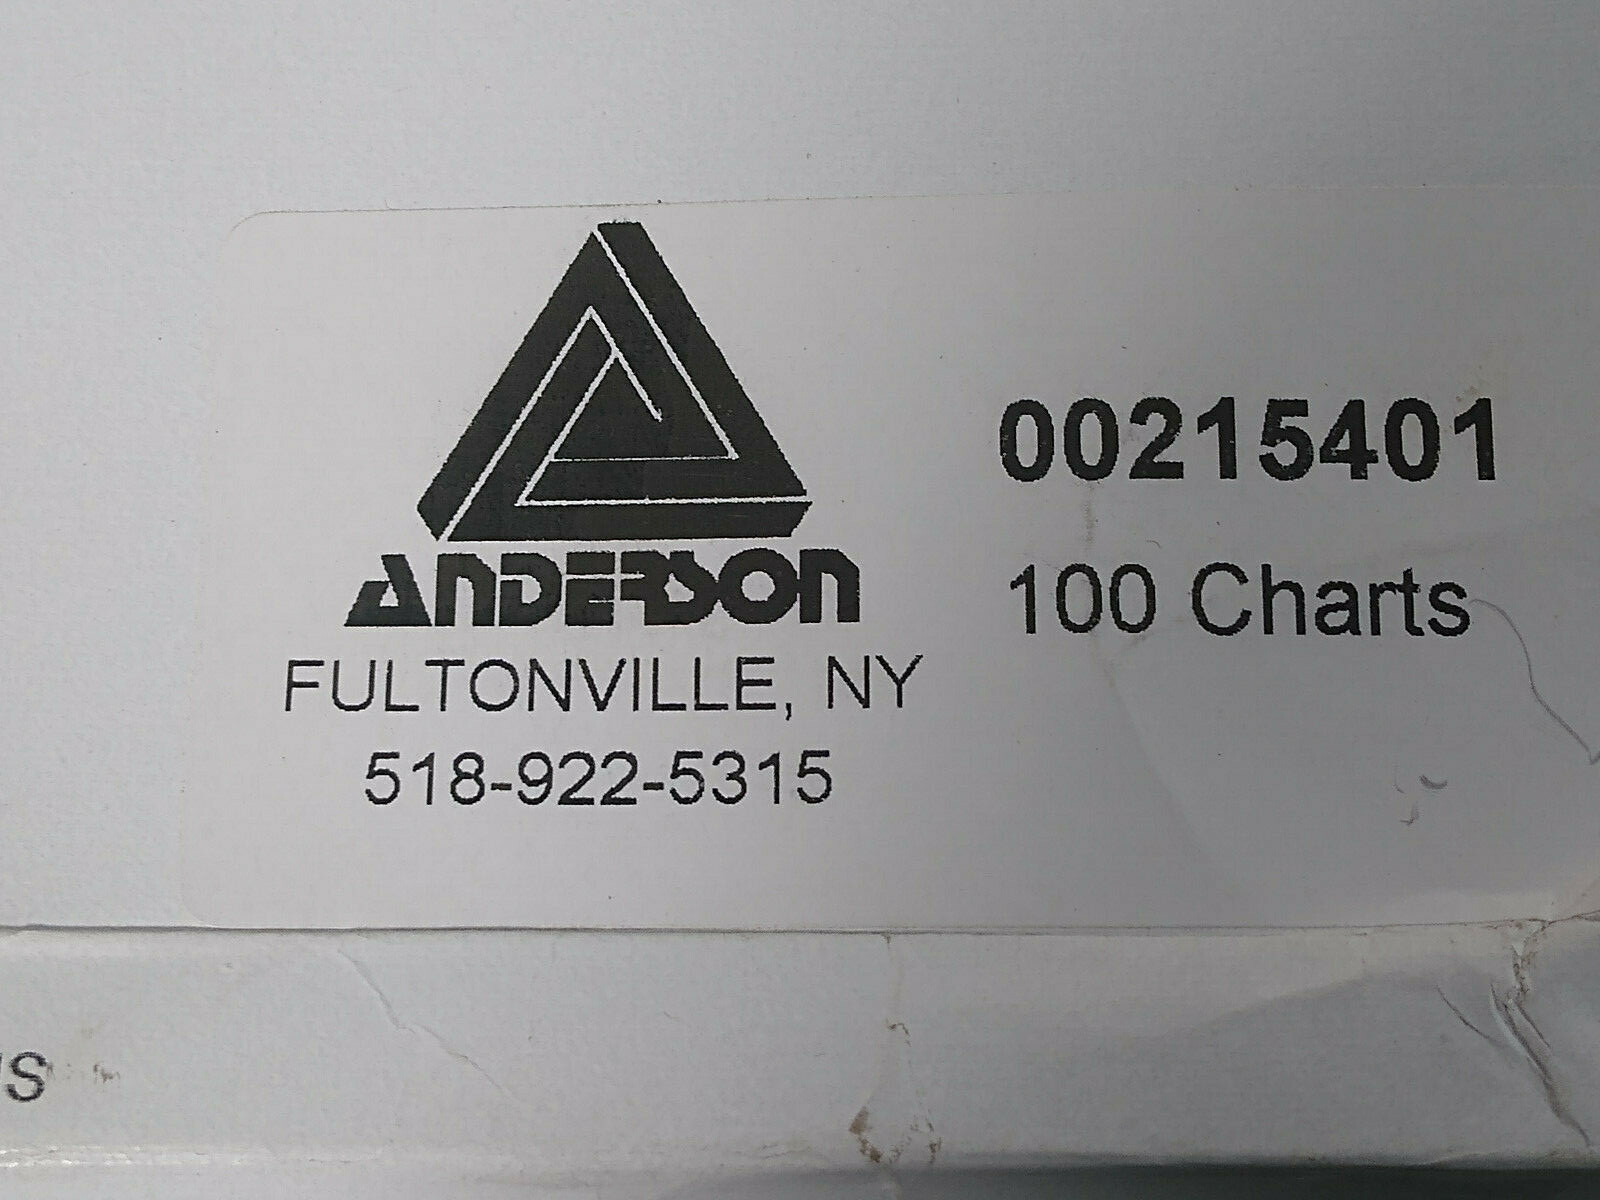 ANDERSON
FULTONVILLE, NY
518-922-5315
00215401
100 Charts